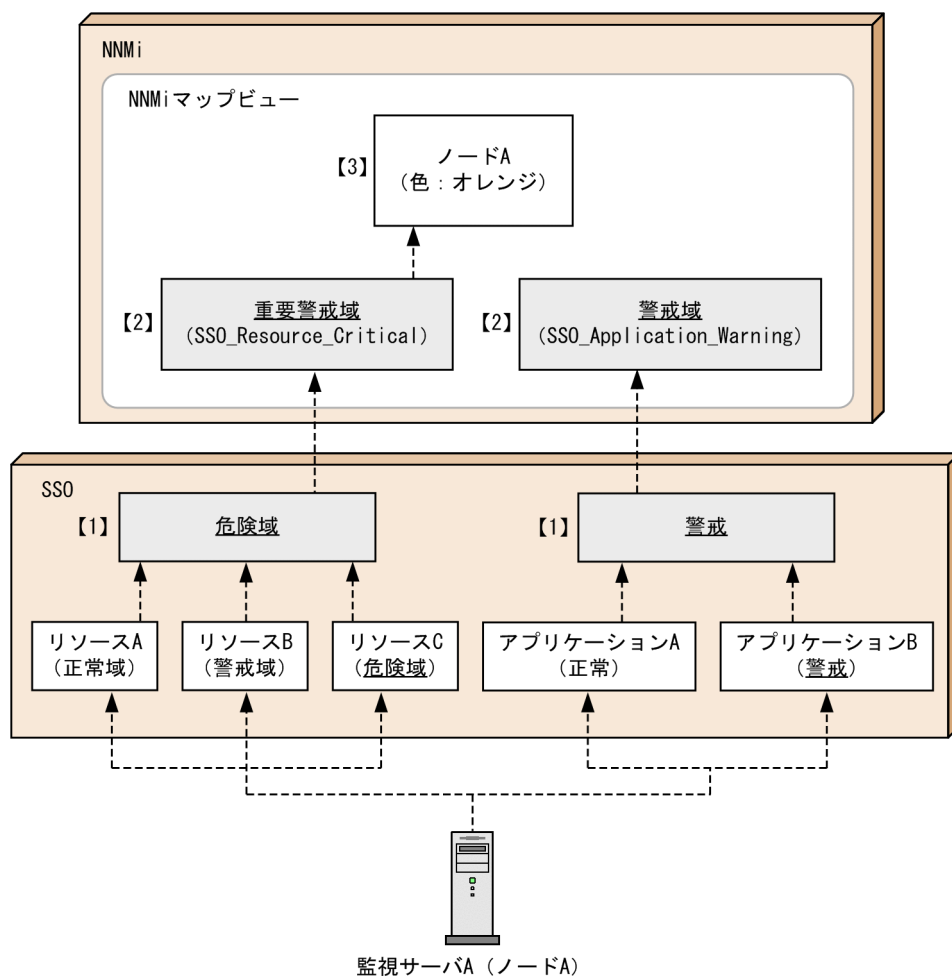 NNMi
NNMiマップビュー
【3】
ノードA
（色：オレンジ）
【2】
重要警戒域
（SSO_Resource_Critical）
【2】
警戒域
（SSO_Application_Warning）
SSO
【1】
危険域
【1】
警戒
リソースA
（正常域）
リソースB
（警戒域）
リソースC
（危険域）
アプリケーションA
（正常）
アプリケーションB
（警戒）
監視サーバA（ノードA）